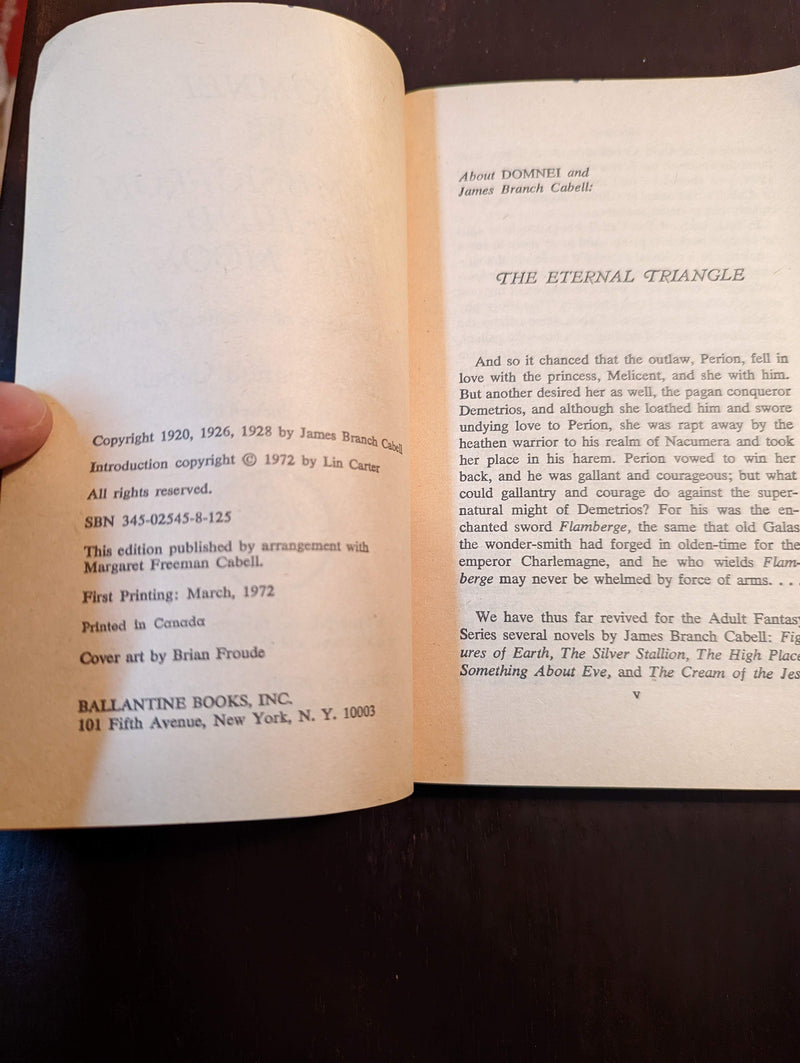 Copyright 1920, 1926, 1928 by James Branch Cabell
Introduction copyright © 1972 by Lin Carter
All rights reserved.
SBN 345-02545-8-125
This edition published by arrangement with
Margaret Freeman Cabell.
First Printing: March, 1972
Printed in Canada
Cover art by Brian Froude
BALLANTINE BOOKS, INC.
101 Fifth Avenue, New York, N. Y. 10003
About DOMNEI and
James Branch Cabell:
THE ETERNAL TRIANGLE
And so it chanced that the outlaw, Perion, fell in
love with the princess, Melicent, and she with him.
But another desired her as well, the pagan conqueror
Demetrios, and although she loathed him and swore
undying love to Perion, she was rapt away by the
heathen warrior to his realm of Nacumera and took
her place in his harem. Perion vowed to win her
back, and he was gallant and courageous; but what
could gallantry and courage do against the super-
natural might of Demetrios? For his was the en-
chanted sword Flamberge, the same that old Galas
the wonder-smith had forged in olden-time for the
emperor Charlemagne, and he who wields Flam-
berge may never be whelmed by force of arms. . . .
We have thus far revived for the Adult Fantasy
Series several novels by James Branch Cabell: Fig
ures of Earth, The Silver Stallion, The High Place
Something About Eve, and The Cream of the Jes
v